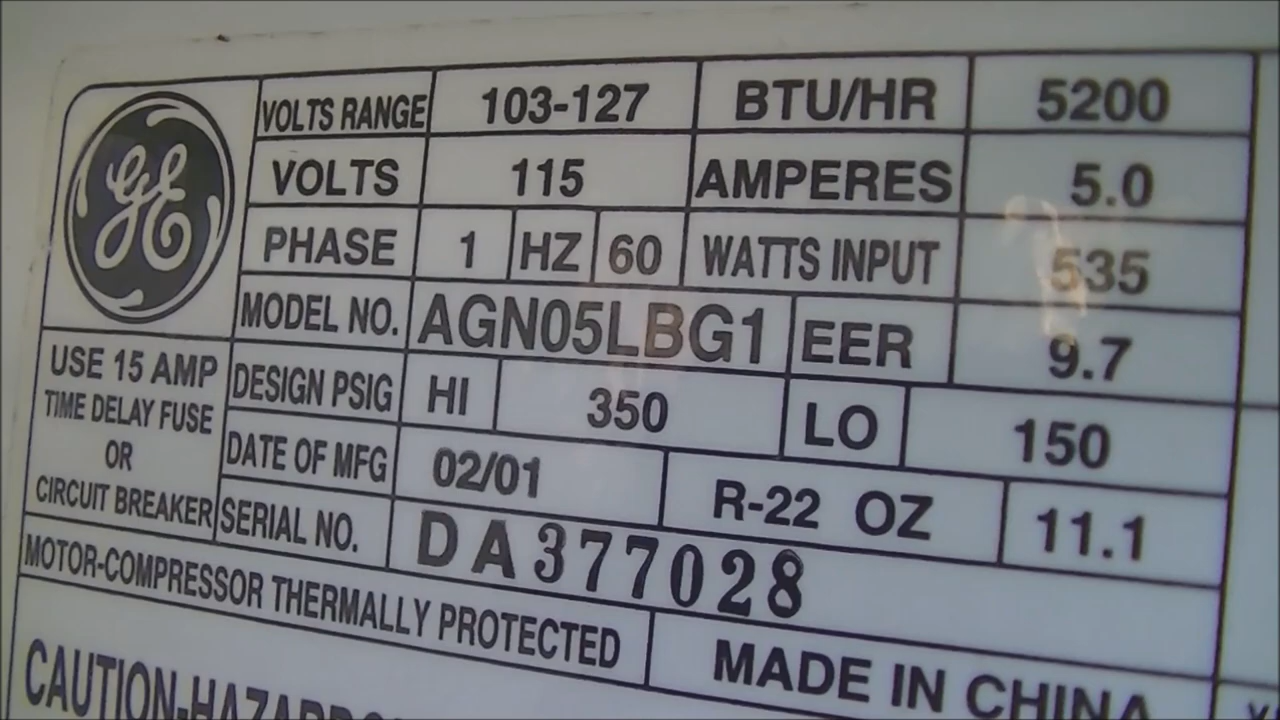 GE
VOLTS RANGE 103-127 BTU/HR 5200
VOLTS 115 AMPERES 5.0
PHASE 1 HZ 60 WATTS INPUT 535
MODEL NO. AGN05LBG1 EER 9.7
USE 15 AMP
TIME DELAY FUSE
OR
CIRCUIT BREAKER
DESIGN PSIG HI 350 LO 150
DATE OF MFG 02/01 R-22 OZ 11.1
SERIAL NO. DA377028
MOTOR-COMPRESSOR THERMALLY PROTECTED MADE IN CHINA